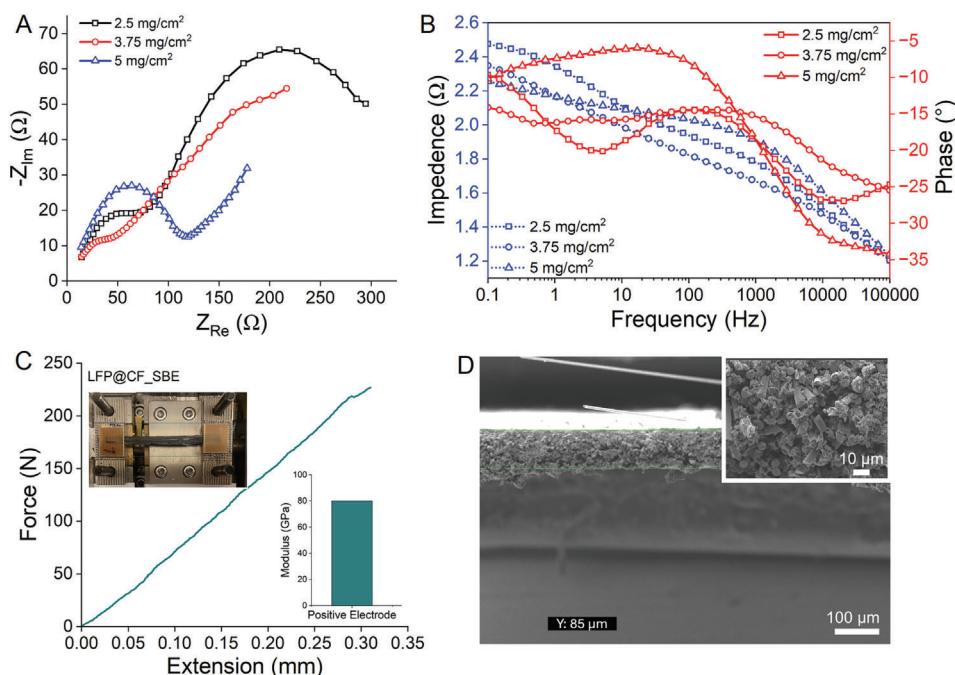 A
2.5 mg/cm²
3.75 mg/cm²
5 mg/cm²
70
60
50
40
30
20
10
0
-Z_Im (Ω)
0 50 100 150 200 250 300
Z_Re (Ω)
B
2.5 mg/cm²
3.75 mg/cm²
5 mg/cm²
2.6
2.4
2.2
2.0
1.8
1.6
1.4
1.2
Impedence (Ω)
−5
−10
−15
−20
−25
−30
−35
Phase (°)
2.5 mg/cm²
3.75 mg/cm²
5 mg/cm²
0.1 1 10 100 1000 10000 100000
Frequency (Hz)
C
LFP@CF_SBE
250
200
150
100
50
0
Force (N)
100
80
60
40
20
0
Modulus (GPa)
Positive Electrode
0.00 0.05 0.10 0.15 0.20 0.25 0.30 0.35
Extension (mm)
D
10 µm
Y: 85 µm
100 µm